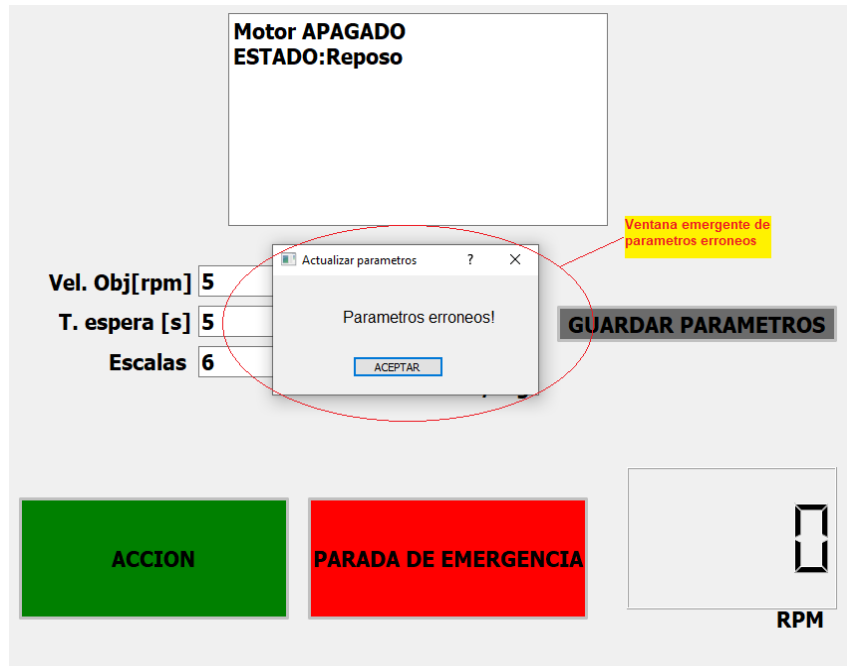 Motor APAGADO
ESTADO:Reposo
Ventana emergente de
parametros erroneos
Actualizar parametros
?
Vel. Obj[rpm] 5
Parametros erroneos!
T. espera [s] 5
GUARDAR PARAMETROS
Escalas 6
ACEPTAR
ACCION
PARADA DE EMERGENCIA
0
RPM